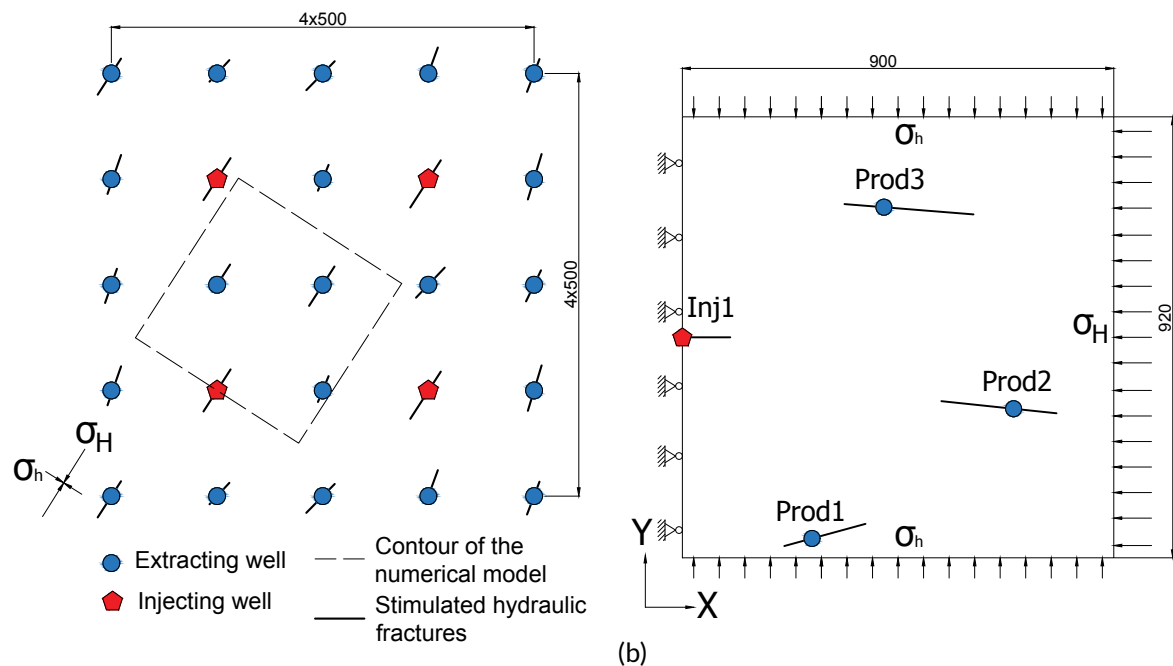 4x500
4x500
σH
σh
Extracting well
Injecting well
Contour of the
numerical model
Stimulated hydraulic
fractures
900
σh
920
Prod3
Inj1
σH
Prod2
Prod1
σh
Y
X
(b)